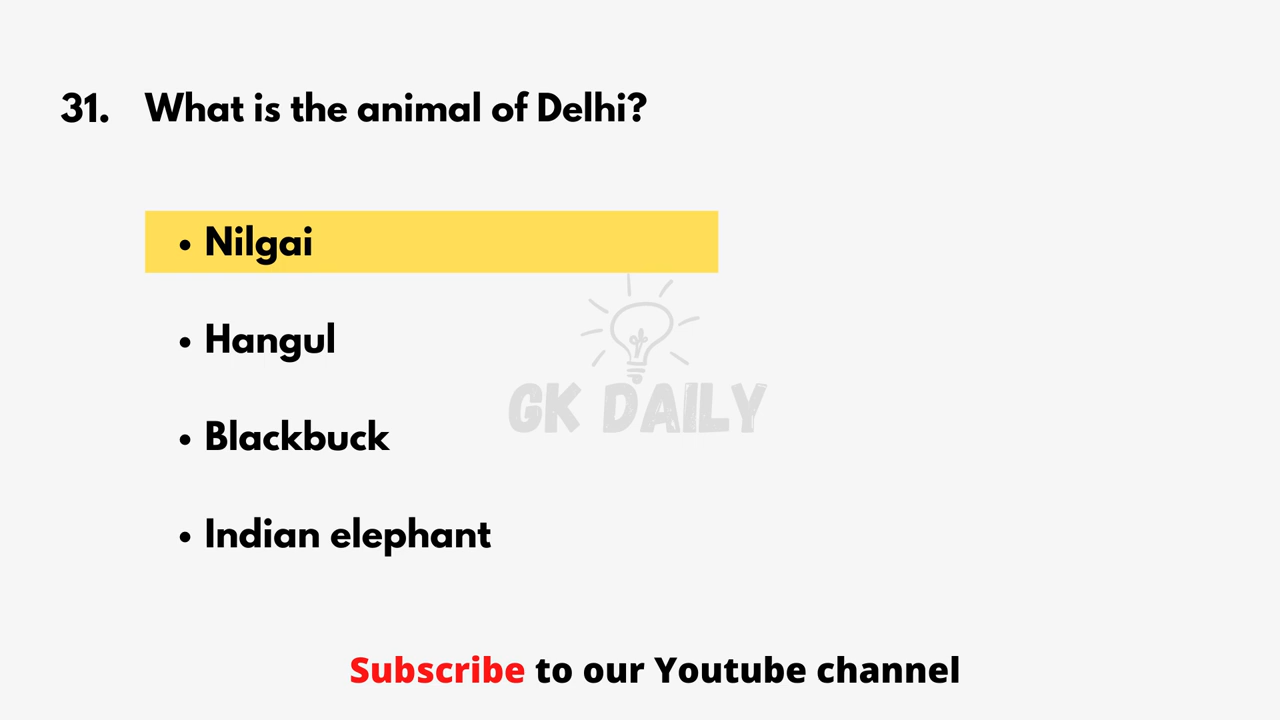 31. What is the animal of Delhi?
• Nilgai
• Hangul
GK DAILY
• Blackbuck
• Indian elephant
Subscribe to our Youtube channel